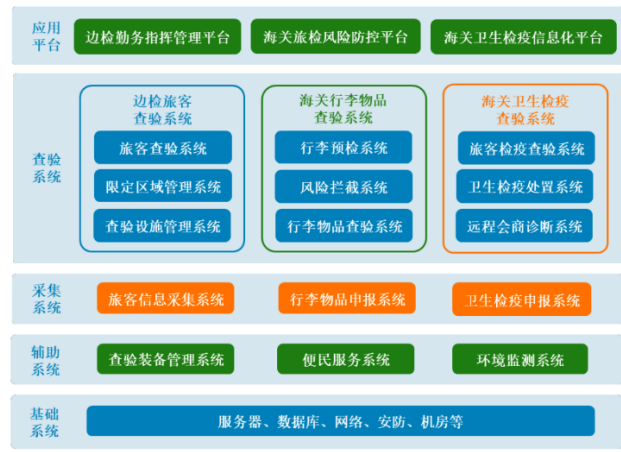 应用
平台
边检勤务指挥管理平台
海关旅检风险防控平台
海关卫生检疫信息化平台
查验
系统
边检旅客
查验系统
旅客查验系统
限定区域管理系统
查验设施管理系统
海关行李物品
查验系统
行李预检系统
风险拦截系统
行李物品查验系统
海关卫生检疫
查验系统
旅客检疫查验系统
卫生检疫处置系统
远程会商诊断系统
采集
系统
旅客信息采集系统
行李物品申报系统
卫生检疫申报系统
辅助
系统
查验装备管理系统
便民服务系统
环境监测系统
基础
系统
服务器、数据库、网络、安防、机房等